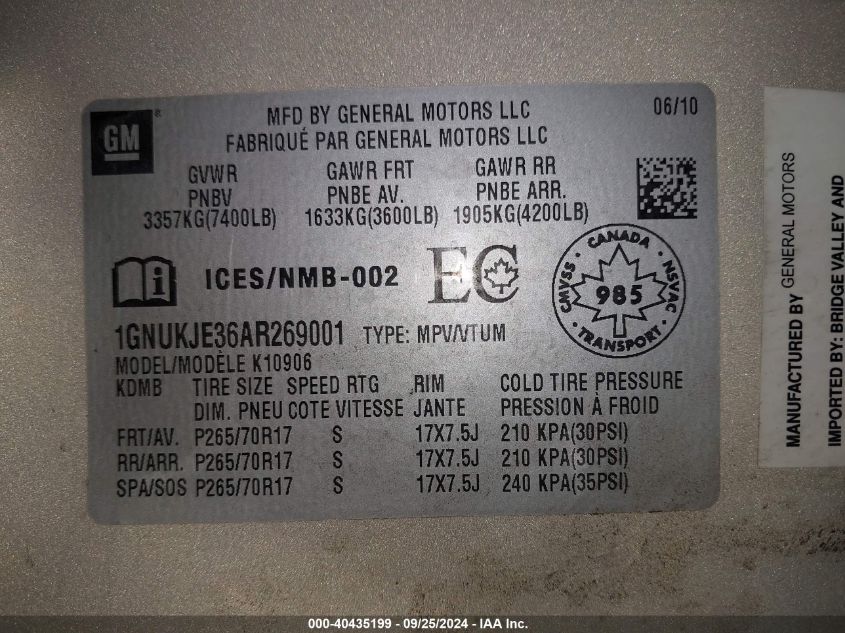 GM
MFD BY GENERAL MOTORS LLC 06/10
FABRIQUÉ PAR GENERAL MOTORS LLC
GVWR GAWR FRT GAWR RR
PNBV PNBE AV. PNBE ARR.
3357KG(7400LB) 1633KG(3600LB) 1905KG(4200LB)
ICES/NMB-002 EC
CANADA
CMVSS 985 NSVAC
TRANSPORT
1GNUKJE36AR269001 TYPE: MPV/VTUM
MODEL/MODÈLE K10906
KDMB TIRE SIZE SPEED RTG RIM COLD TIRE PRESSURE
DIM. PNEU COTE VITESSE JANTE PRESSION À FROID
FRT/AV. P265/70R17 S 17X7.5J 210 KPA(30PSI)
RR/ARR. P265/70R17 S 17X7.5J 210 KPA(30PSI)
SPA/SOS P265/70R17 S 17X7.5J 240 KPA(35PSI)
MANUFACTURED BY GENERAL MOTORS
IMPORTED BY: BRIDGE VALLEY AND
000-40435199 / 09/25/2024 - IAA Inc.